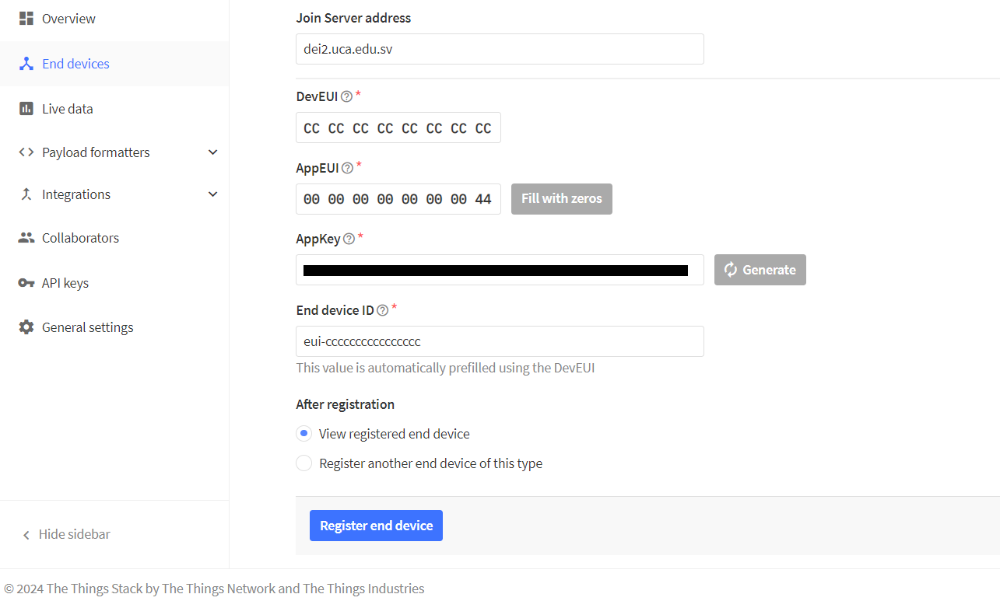 Overview
End devices
Live data
Payload formatters
Integrations
Collaborators
API keys
General settings
Hide sidebar
Join Server address
dei2.uca.edu.sv
DevEUI *
CC CC CC CC CC CC CC CC
AppEUI *
00 00 00 00 00 00 00 44 Fill with zeros
AppKey *
Generate
End device ID *
eui-cccccccccccccccc
This value is automatically prefilled using the DevEUI
After registration
View registered end device
Register another end device of this type
Register end device
© 2024 The Things Stack by The Things Network and The Things Industries